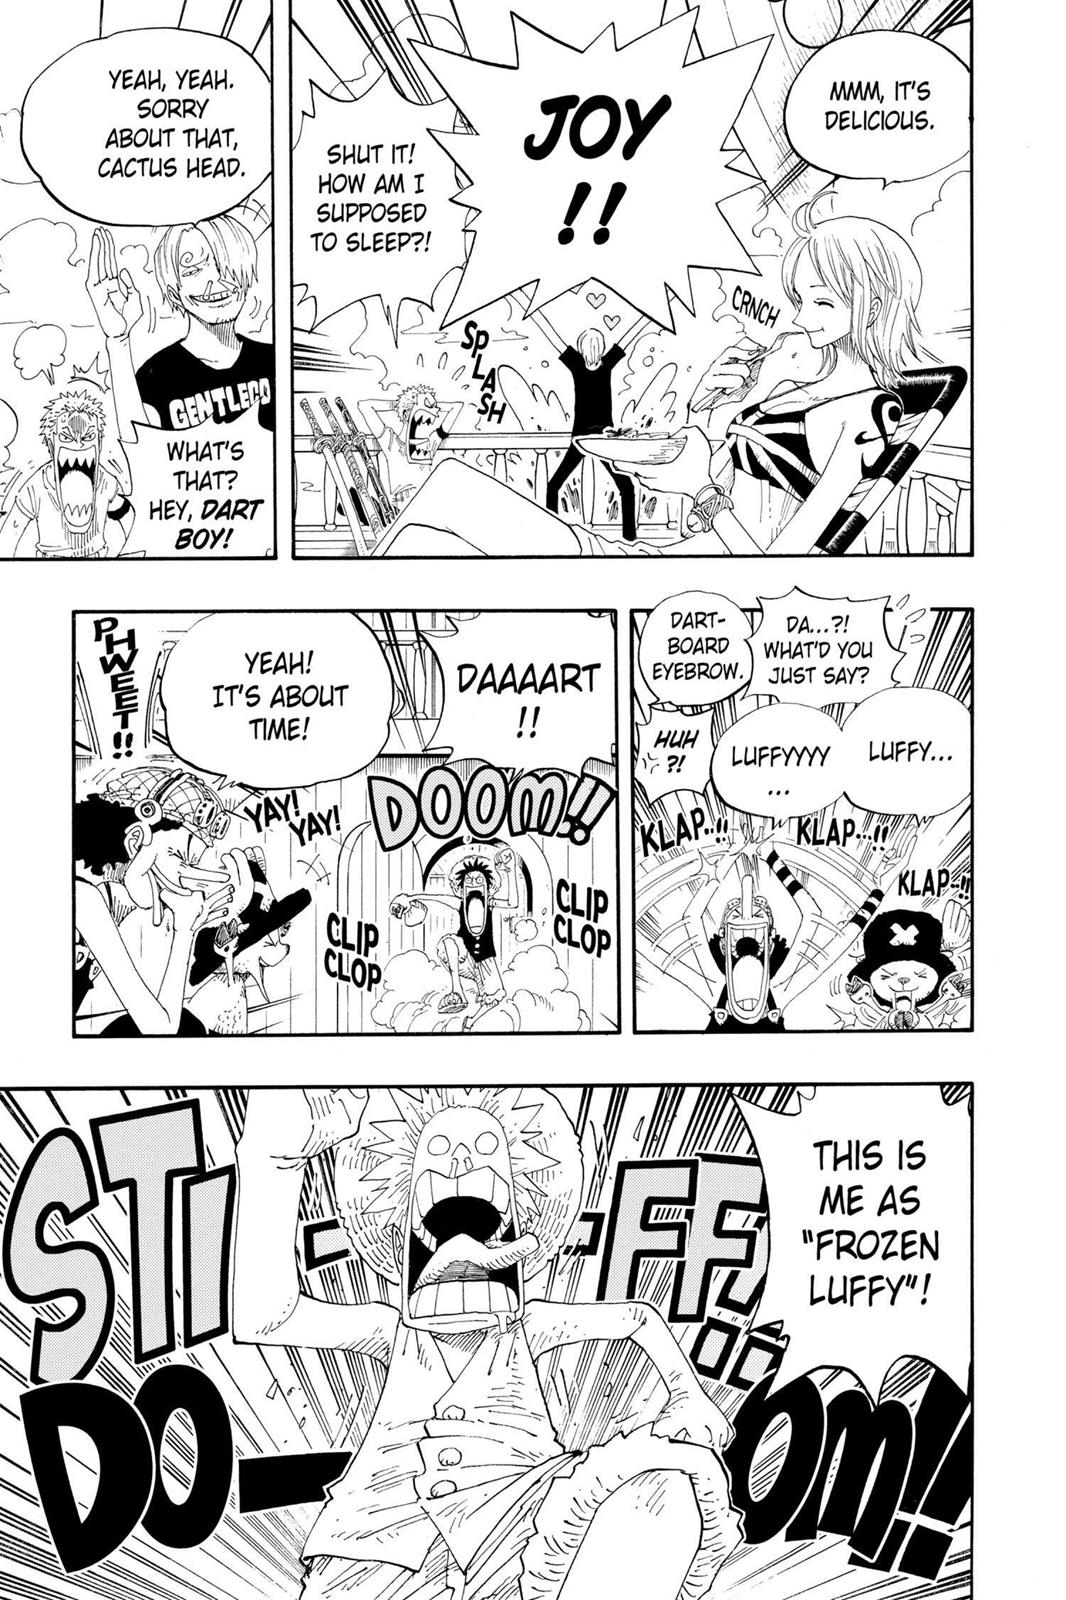 MMM, IT'S
DELICIOUS.
JOY
!!
CRNCH
SHUT IT!
HOW AM I
SUPPOSED
TO SLEEP?!
SPLASH
YEAH, YEAH.
SORRY
ABOUT THAT,
CACTUS HEAD.
GENTLECO
WHAT'S
THAT?
HEY, DART
BOY!
DA...?!
WHAT'D YOU
JUST SAY?
DART-
BOARD
EYEBROW.
HUH
?!
LUFFY...
LUFFYYYY
...
KLAP--!!
KLAP--!!
KLAP--!!
DAAAART
!!
DOOM!!
CLIP
CLOP
CLIP
CLOP
YEAH!
IT'S ABOUT
TIME!
YAY!
YAY!
PHWEET!!
THIS IS
ME AS
"FROZEN
LUFFY"!
STIFF
DO—OM!!